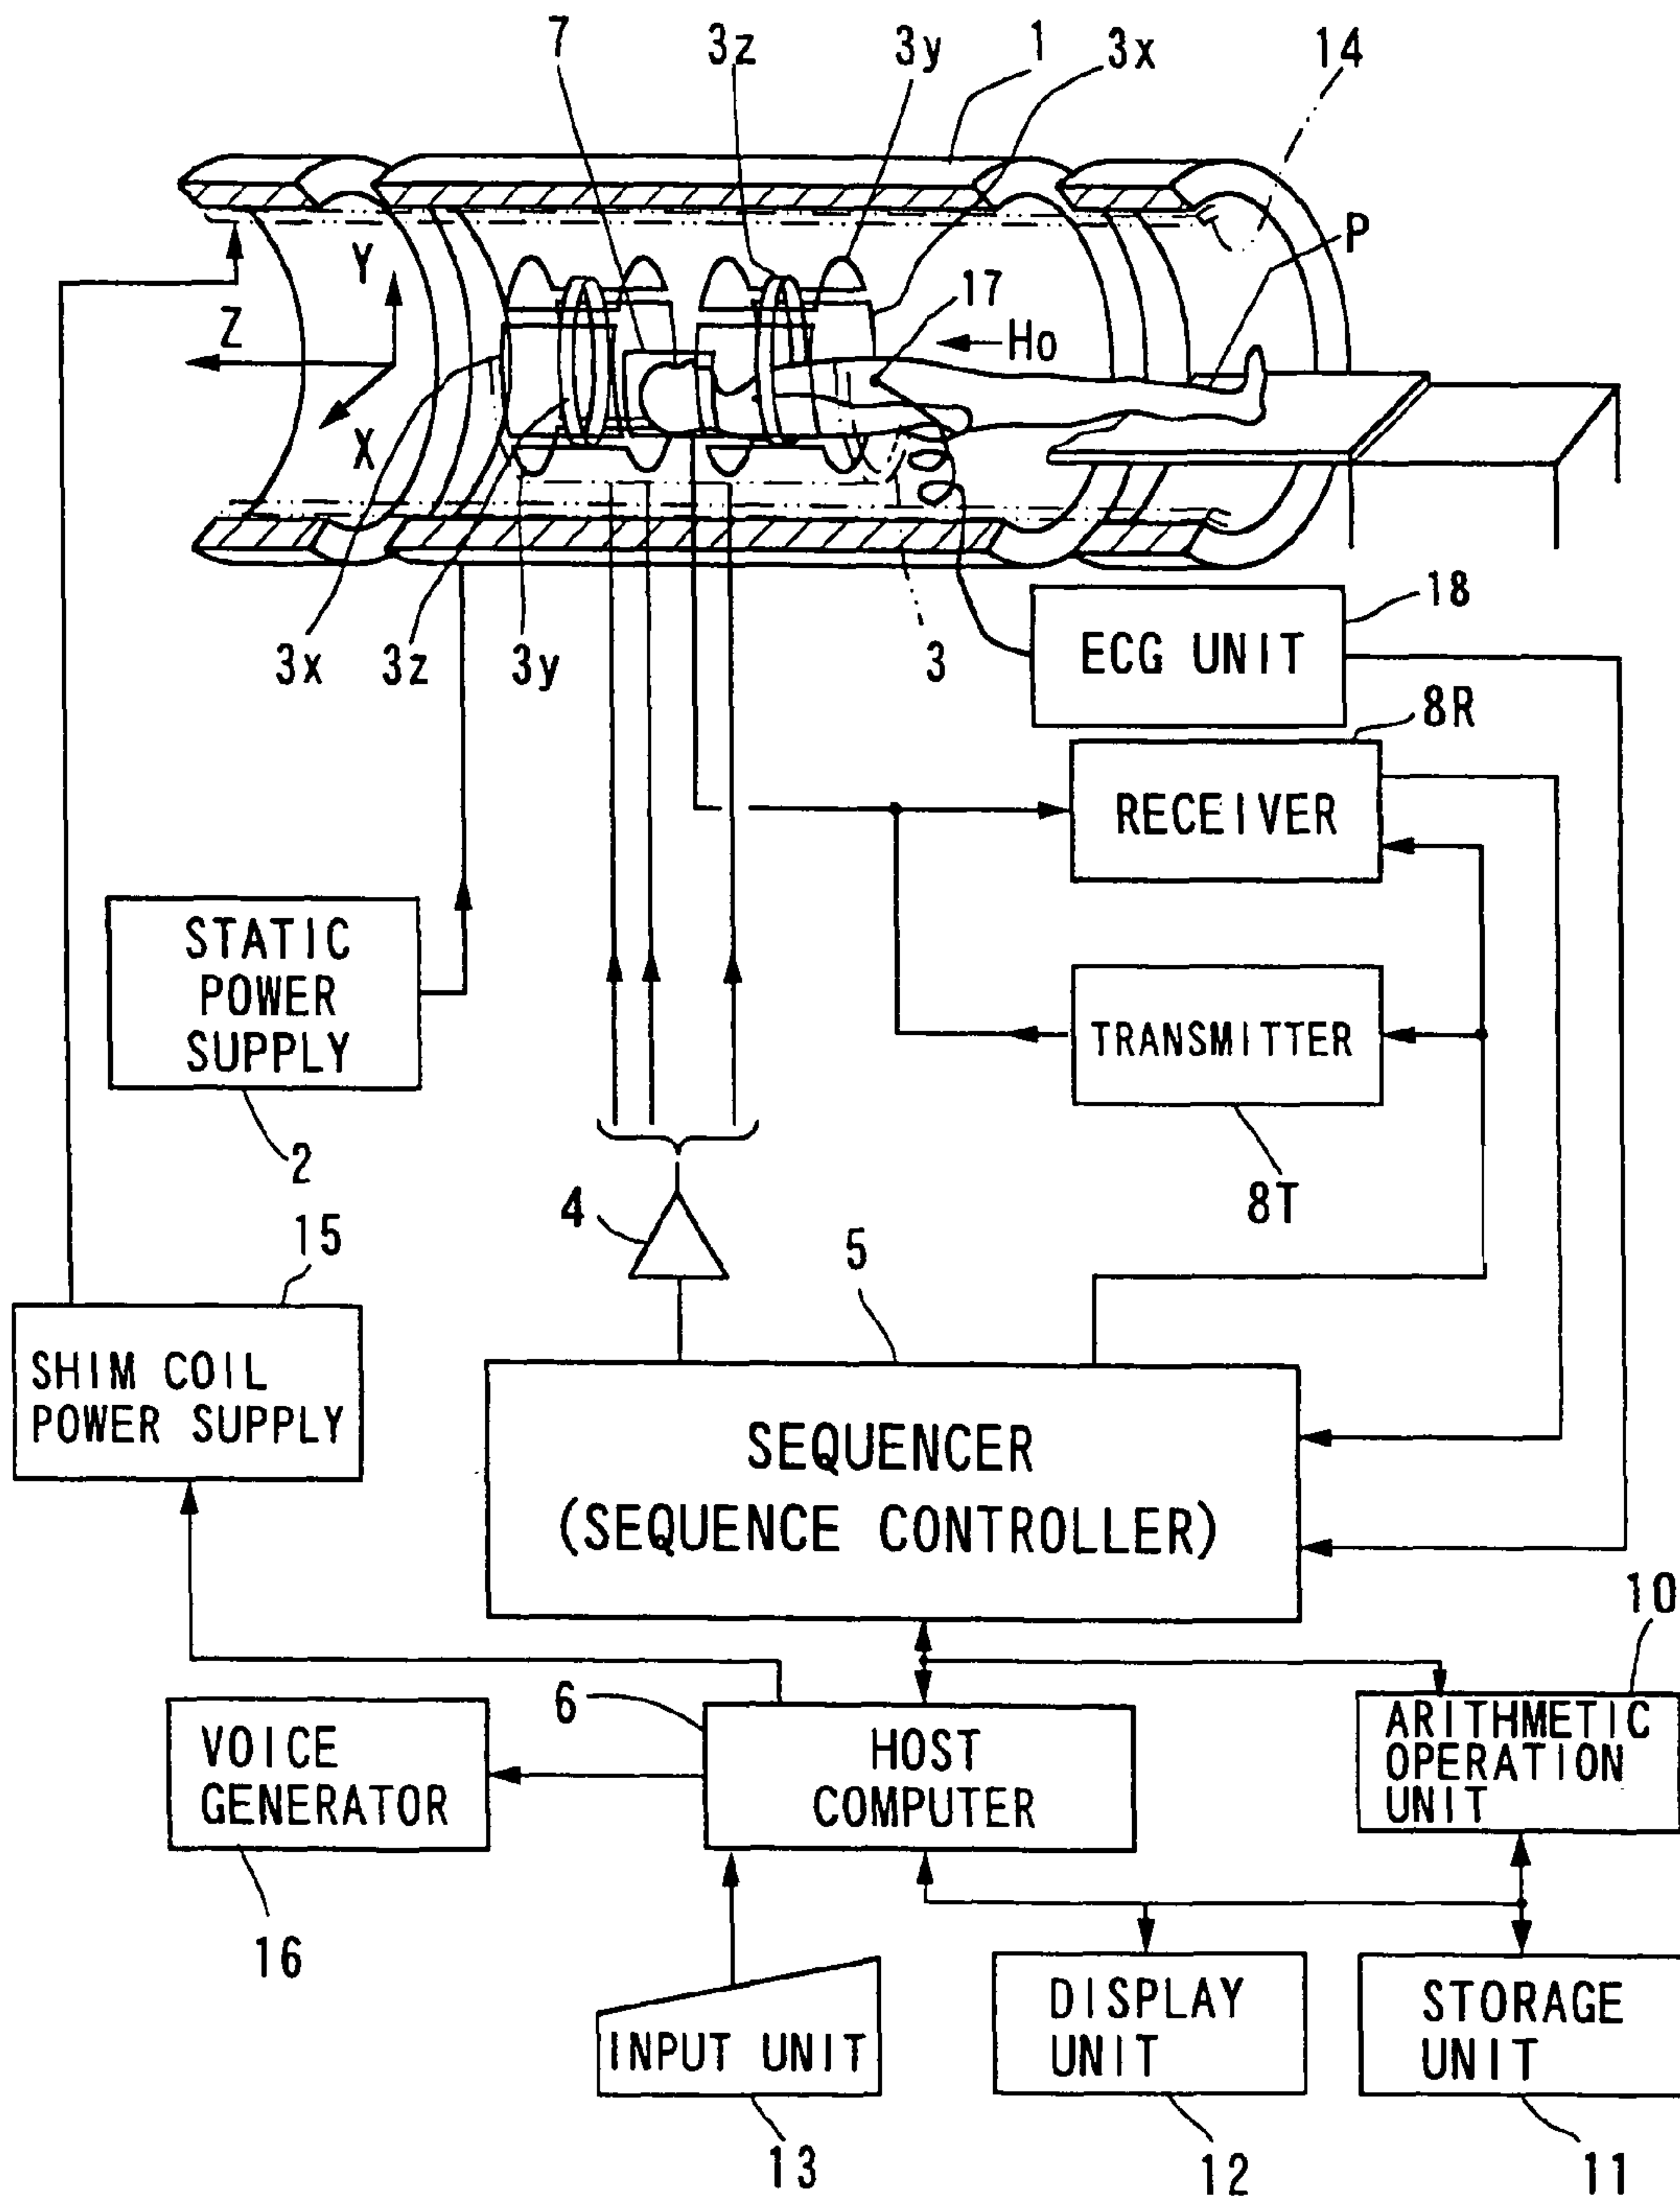 7
3z
3y
1
3x
14
P
Y
Z
X
17
Ho
3x
3z
3y
3
18
ECG UNIT
8R
RECEIVER
STATIC
POWER
SUPPLY
2
TRANSMITTER
8T
4
15
5
SHIM COIL
POWER SUPPLY
SEQUENCER
(SEQUENCE CONTROLLER)
10
6
VOICE
GENERATOR
HOST
COMPUTER
ARITHMETIC
OPERATION
UNIT
16
INPUT UNIT
DISPLAY
UNIT
STORAGE
UNIT
13
12
11